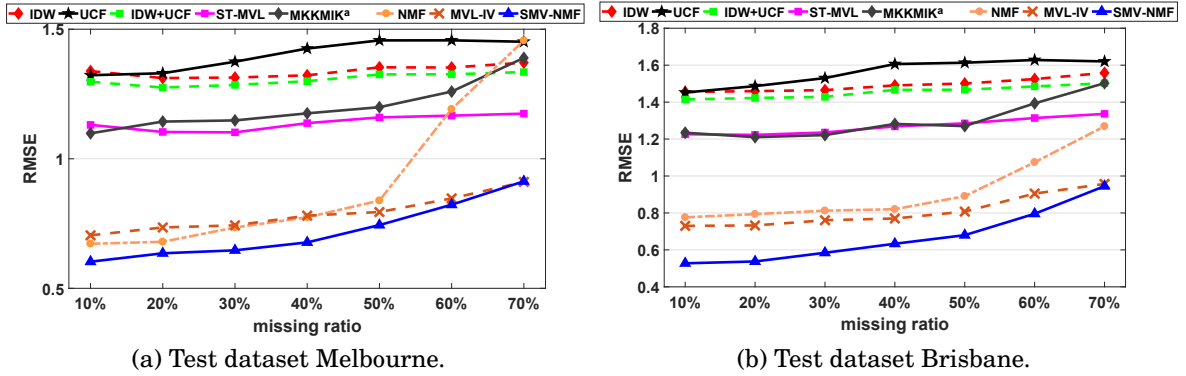 IDW UCF IDW+UCF ST-MVL MKKMIKa NMF MVL-IV SMV-NMF
1.5
1
0.5
RMSE
10% 20% 30% 40% 50% 60% 70%
missing ratio
(a) Test dataset Melbourne.
IDW UCF IDW+UCF ST-MVL MKKMIKa NMF MVL-IV SMV-NMF
1.8
1.6
1.4
1.2
1
0.8
0.6
0.4
RMSE
10% 20% 30% 40% 50% 60% 70%
missing ratio
(b) Test dataset Brisbane.